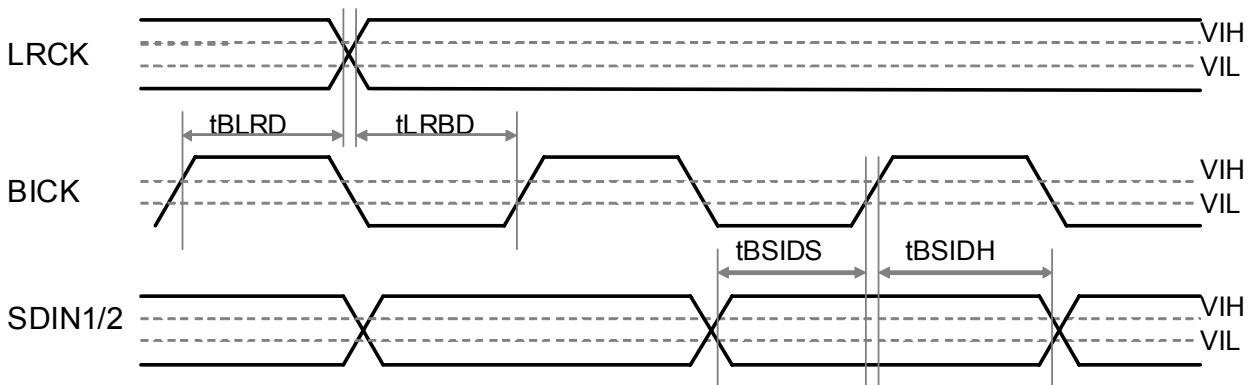 LRCK
VIH
VIL
tBLRD
tLRBD
BICK
VIH
VIL
tBSIDS
tBSIDH
SDIN1/2
VIH
VIL